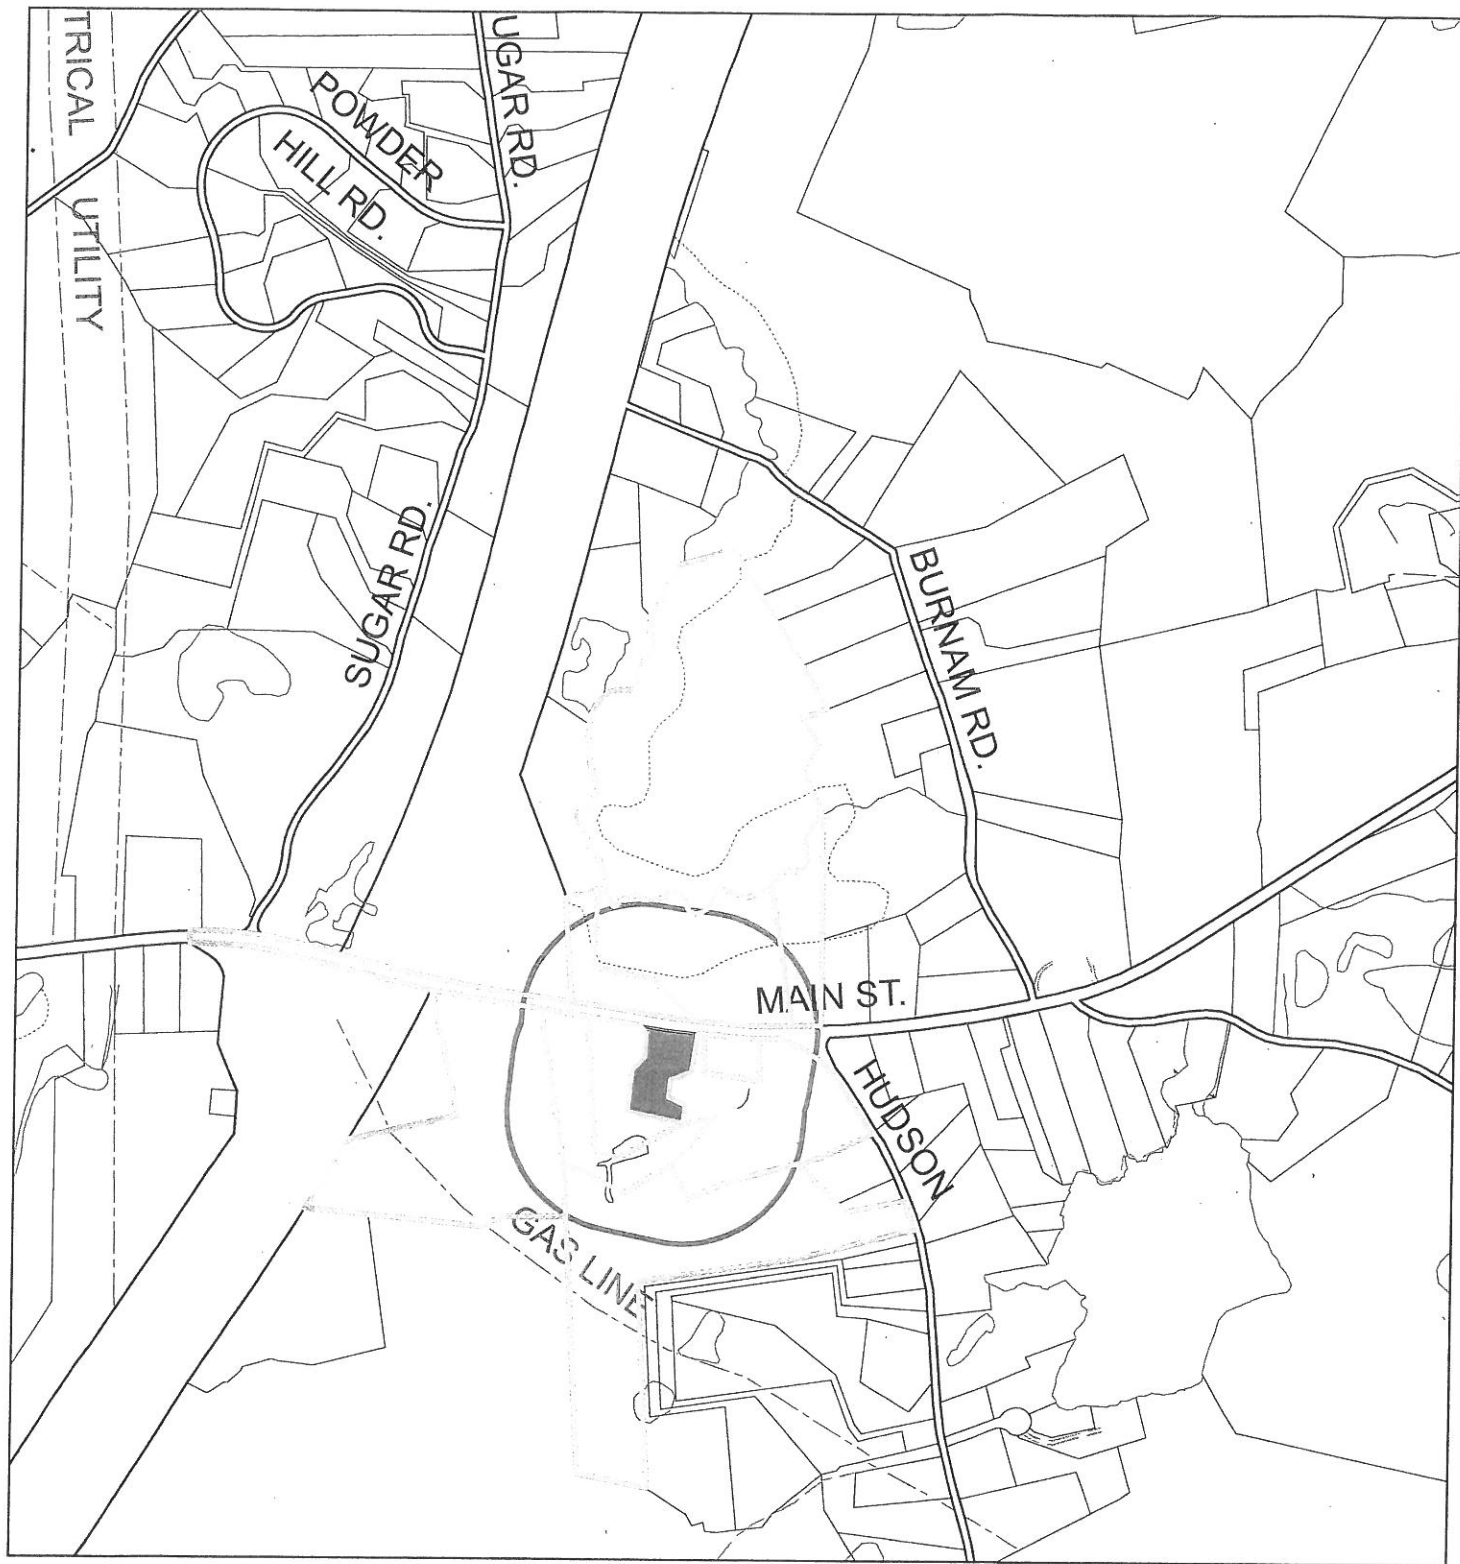 TRICAL
UTILITY
UGAR RD.
POWDER
HILL RD.
SUGAR RD.
BURNAM RD.
MAIN ST.
HUDSON
GAS LINE